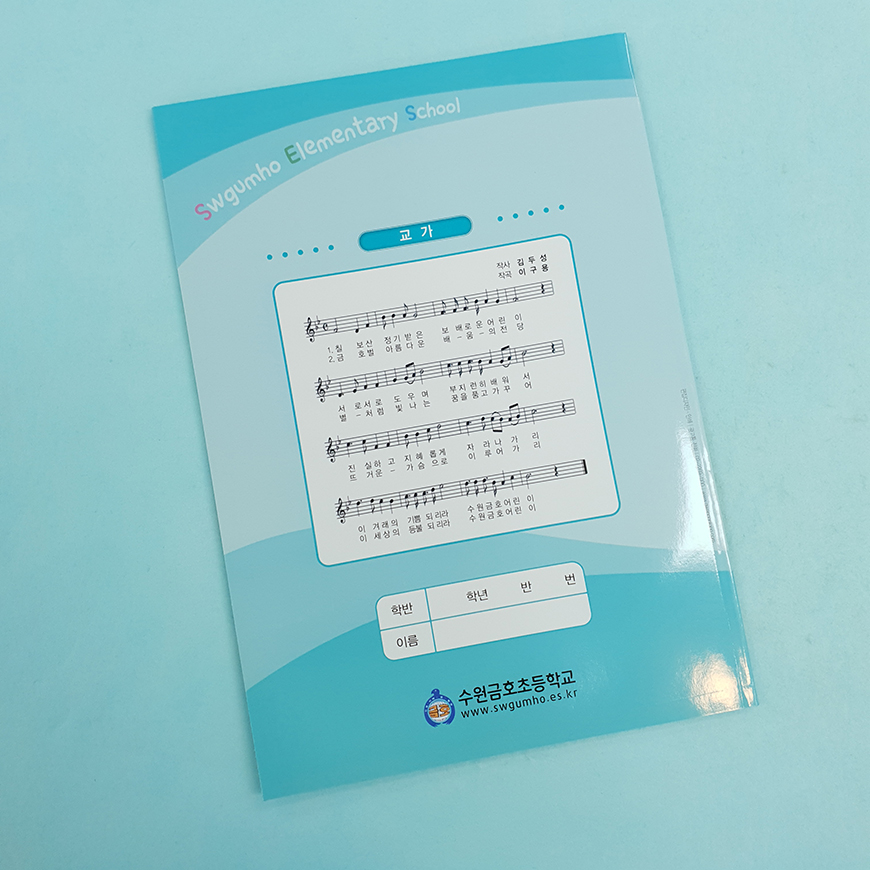 Swgumho Elementary School
교 가
작사 김 두 성
작곡 이 구 용
1. 칠 보산 정기 받 은 보 배로 운 어린 이
2. 금 호벌 아름 다 운 배 - 움 - 의 전 당
서 로서 로 도 우 며 부지 런히 배 워 서
별 - 처 럼 빛 나 는 꿈을 품고 가 꾸 어
진 실하 고 지혜 롭게 자 라 나 가 리
뜨 거운 - 가슴 으로 이 루어 가 리
이 겨레의 기쁨 되리라 수원금호어린 이
이 세상의 등불 되리라 수원금호어린 이
학반 학년 반 번
이름
수원금호초등학교
www.swgumho.es.kr